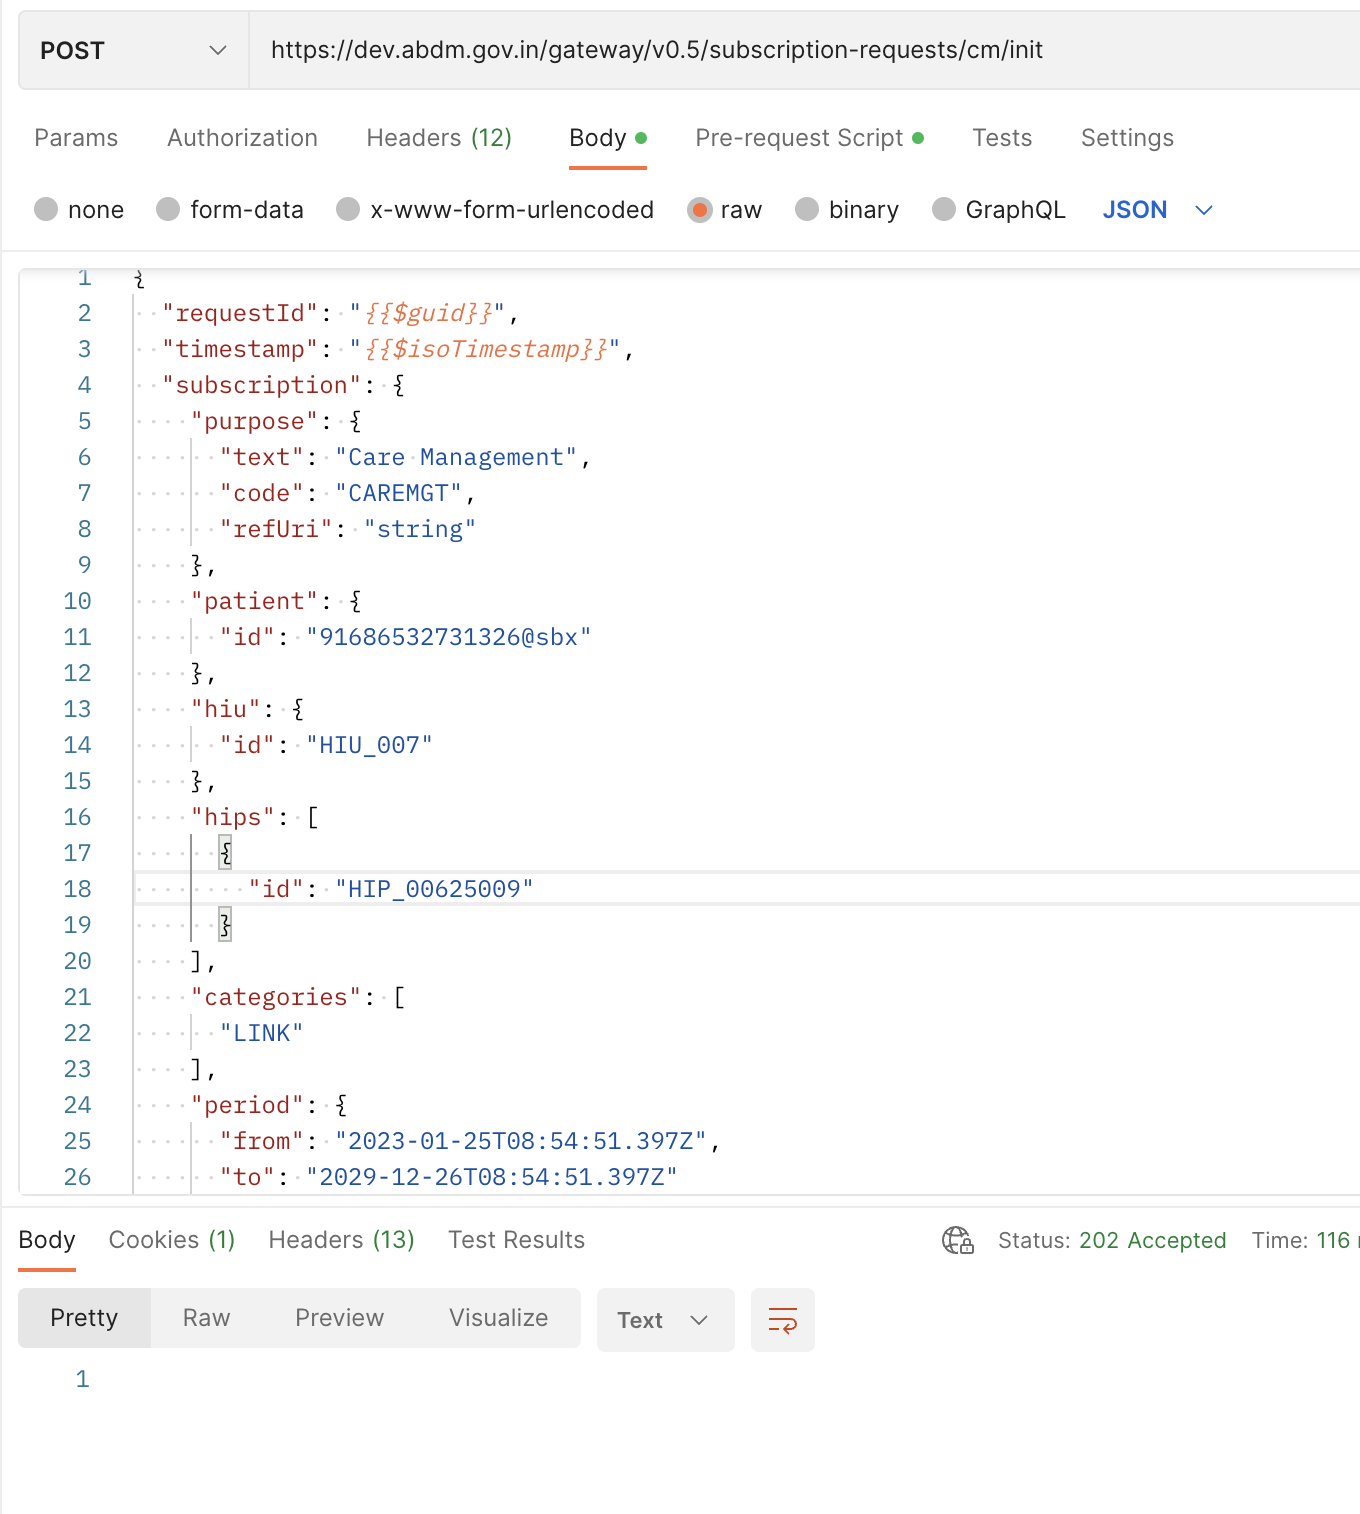 POST https://dev.abdm.gov.in/gateway/v0.5/subscription-requests/cm/init
Params Authorization Headers (12) Body Pre-request Script Tests Settings
none form-data x-www-form-urlencoded raw binary GraphQL JSON
1 {
2 "requestId": "{{$guid}}",
3 "timestamp": "{{$isoTimestamp}}",
4 "subscription": {
5 "purpose": {
6 "text": "Care Management",
7 "code": "CAREMGT",
8 "refUri": "string"
9 },
10 "patient": {
11 "id": "91686532731326@sbx"
12 },
13 "hiu": {
14 "id": "HIU_007"
15 },
16 "hips": [
17 {
18 "id": "HIP_00625009"
19 }
20 ],
21 "categories": [
22 "LINK"
23 ],
24 "period": {
25 "from": "2023-01-25T08:54:51.397Z",
26 "to": "2029-12-26T08:54:51.397Z"
Body Cookies (1) Headers (13) Test Results Status: 202 Accepted Time: 116
Pretty Raw Preview Visualize Text
1